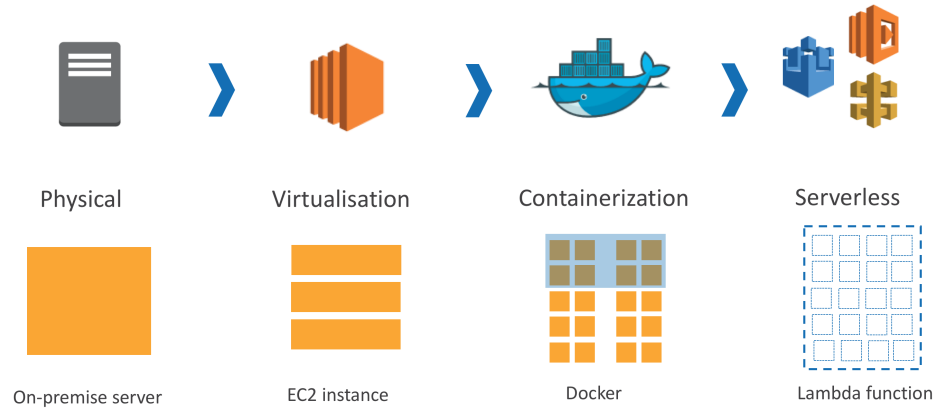 Physical
Virtualisation
Containerization
Serverless
On-premise server
EC2 instance
Docker
Lambda function